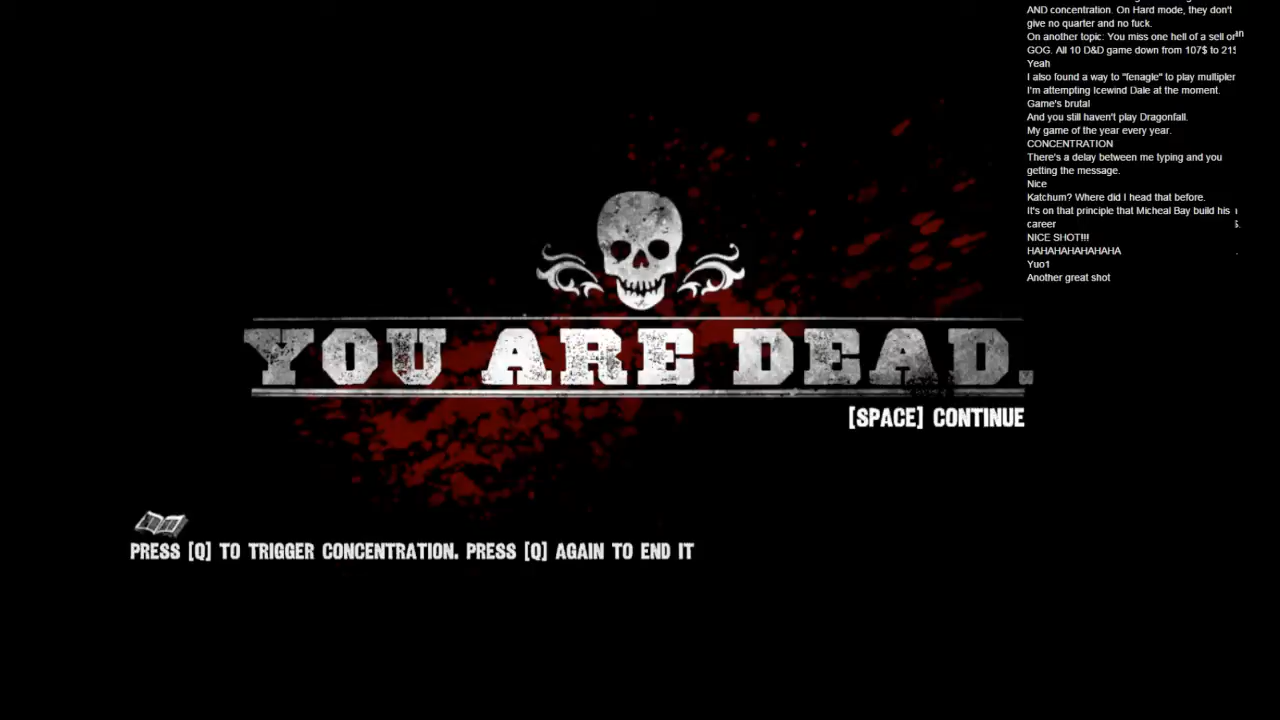 AND concentration. On Hard mode, they don't
give no quarter and no fuck.
On another topic: You miss one hell of a sell or
GOG. All 10 D&D game down from 107$ to 21$
Yeah
I also found a way to "fenagle" to play multipler
I'm attempting Icewind Dale at the moment.
Game's brutal
And you still haven't play Dragonfall.
My game of the year every year.
CONCENTRATION
There's a delay between me typing and you
getting the message.
Nice
Katchum? Where did I head that before.
It's on that principle that Micheal Bay build his
career
NICE SHOT!!!
HAHAHAHAHAHAHA
Yuo1
Another great shot
YOU ARE DEAD.
[SPACE] CONTINUE
PRESS [Q] TO TRIGGER CONCENTRATION. PRESS [Q] AGAIN TO END IT